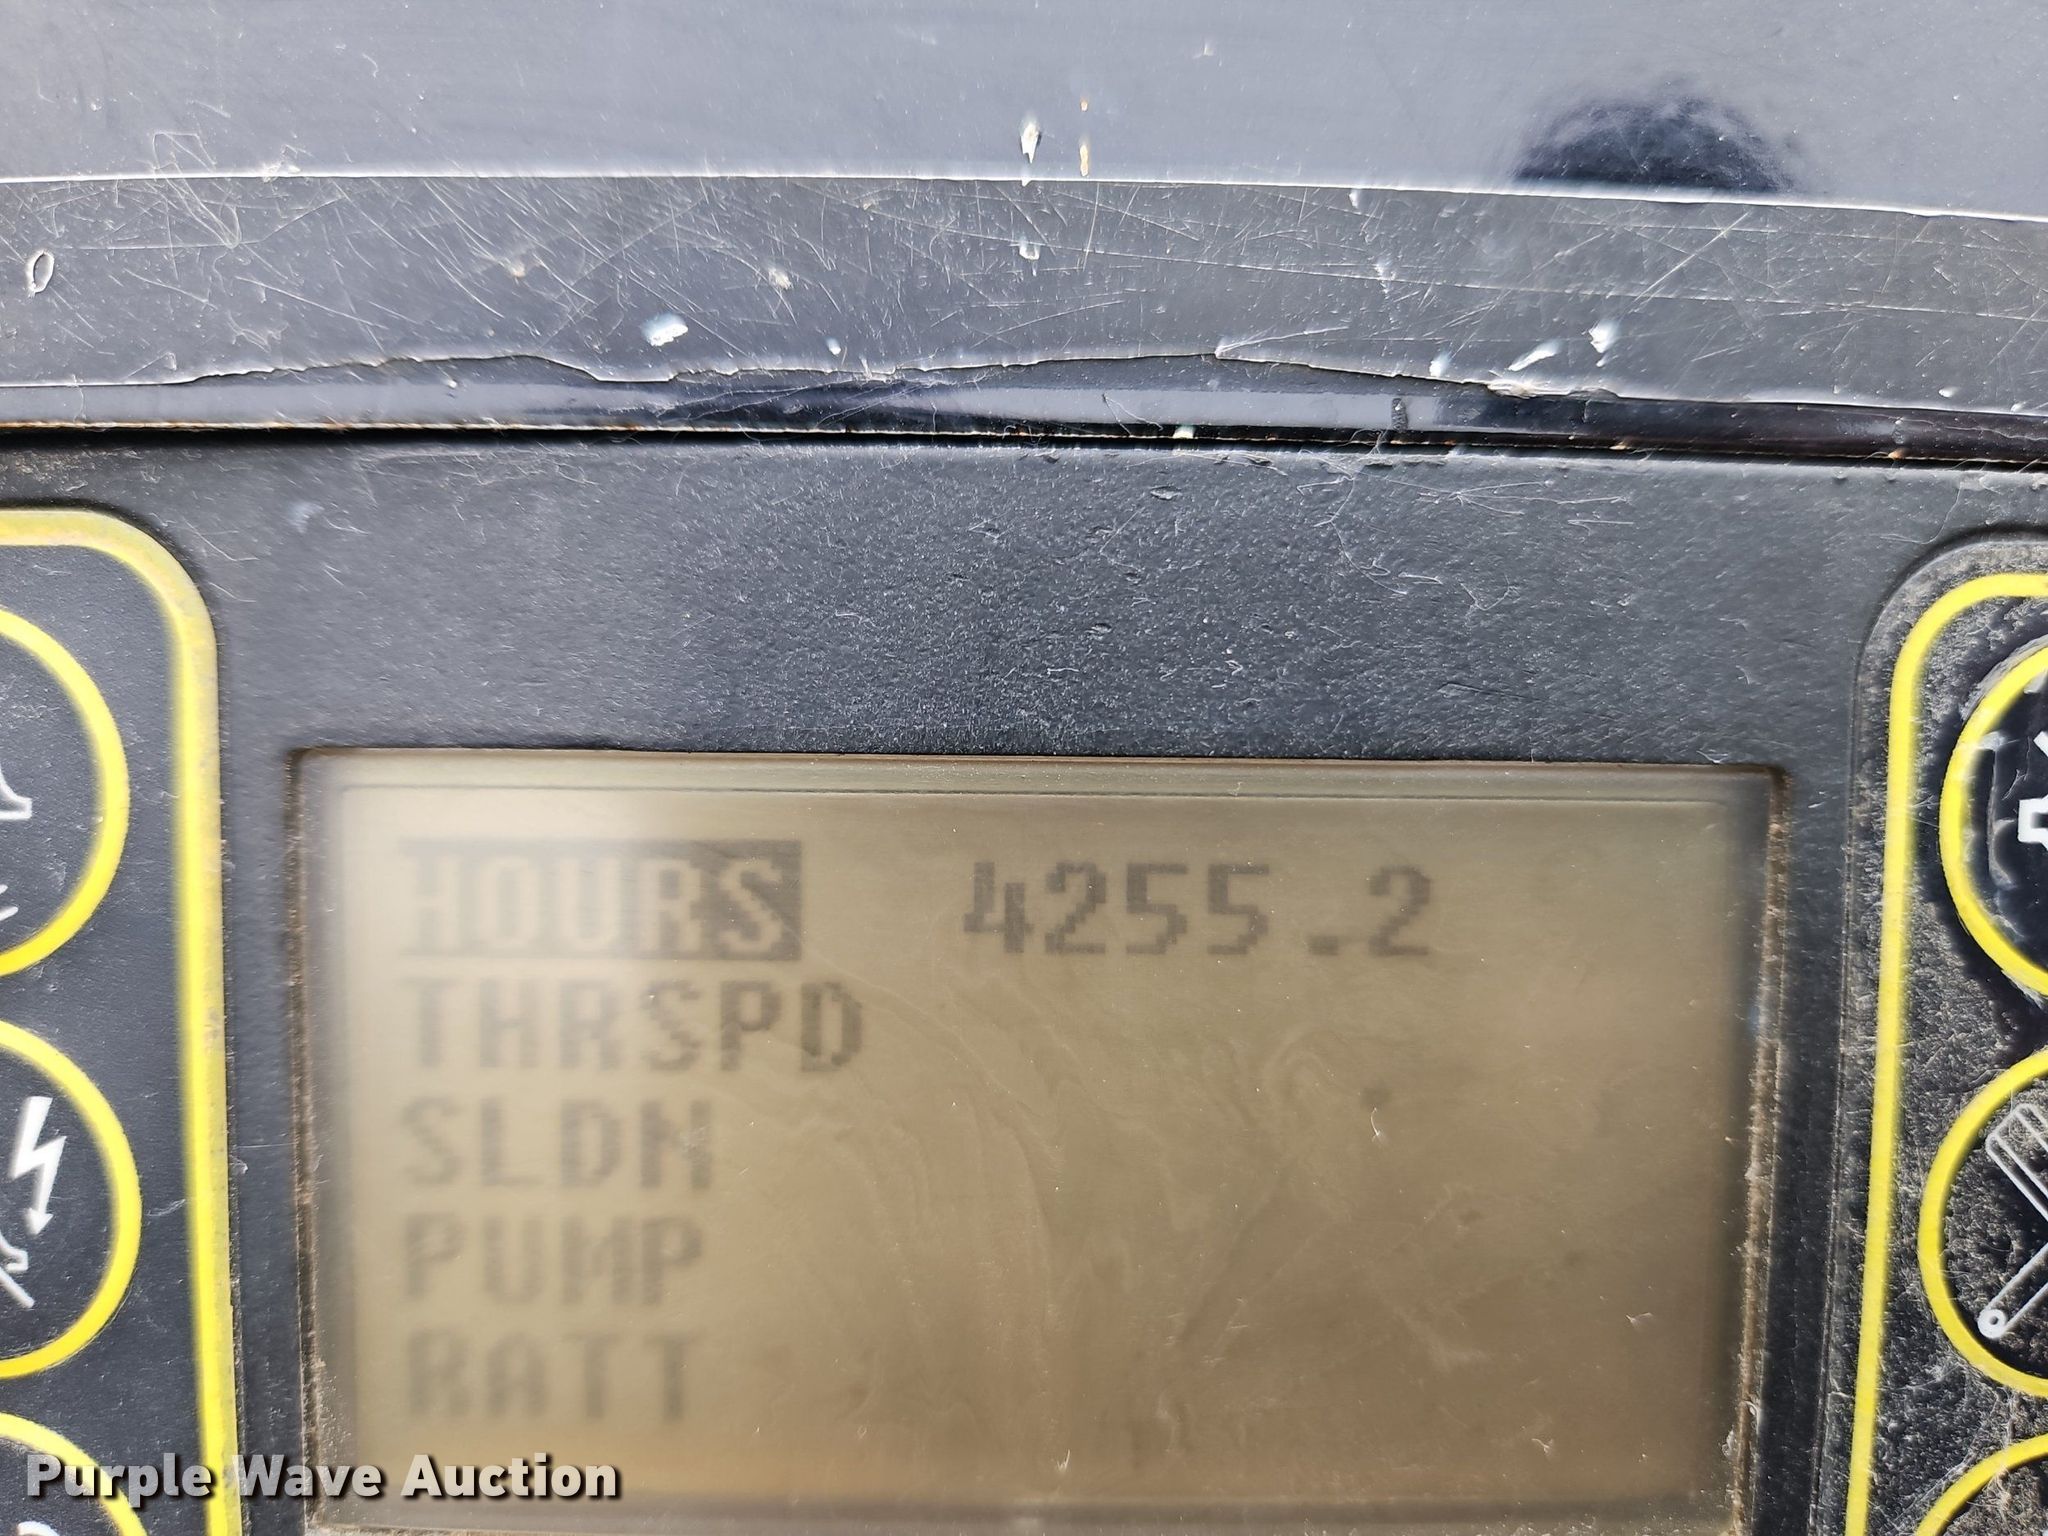 HOURS 4255.2
THRSPD
SLDN
PUMP
BATT
Purple Wave Auction